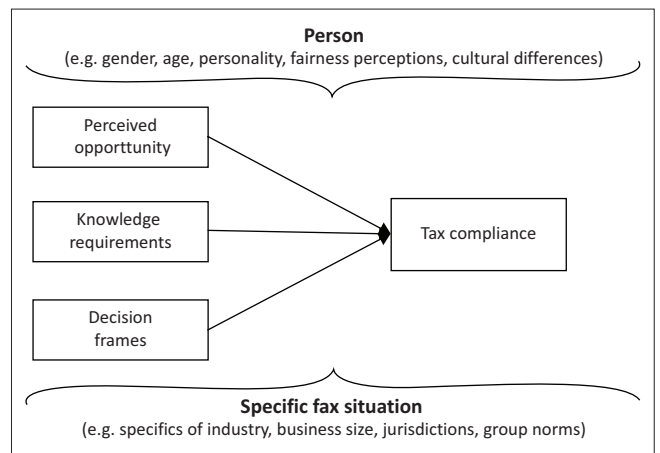 Person
(e.g. gender, age, personality, fairness perceptions, cultural differences)
Perceived
opporttunity
Knowledge
requirements
Tax compliance
Decision
frames
Specific fax situation
(e.g. specifics of industry, business size, jurisdictions, group norms)